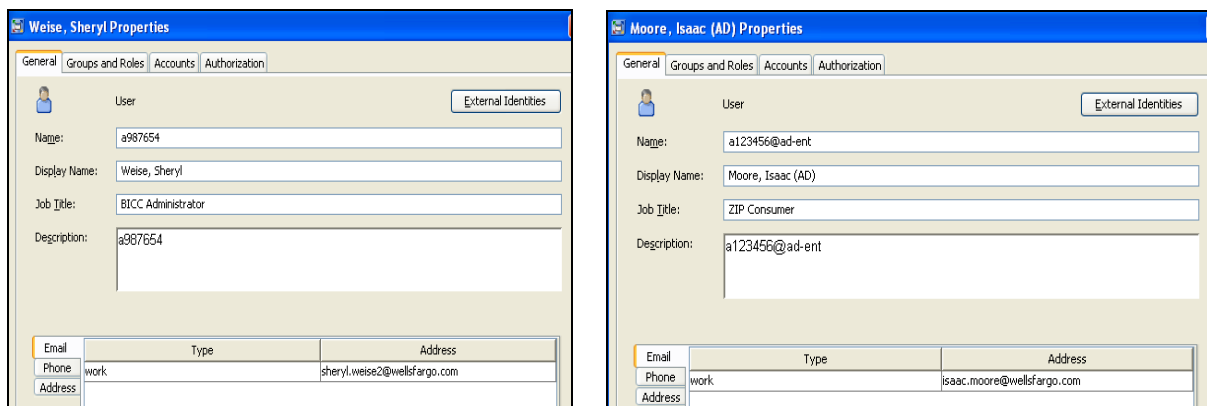 Weise, Sheryl Properties
General Groups and Roles Accounts Authorization
User External Identities
Name: a987654
Display Name: Weise, Sheryl
Job Title: BICC Administrator
Description: a987654
Email Type Address
Phone work sheryl.weise2@wellsfargo.com
Address
Moore, Isaac (AD) Properties
General Groups and Roles Accounts Authorization
User External Identities
Name: a123456@ad-ent
Display Name: Moore, Isaac (AD)
Job Title: ZIP Consumer
Description: a123456@ad-ent
Email Type Address
Phone work isaac.moore@wellsfargo.com
Address